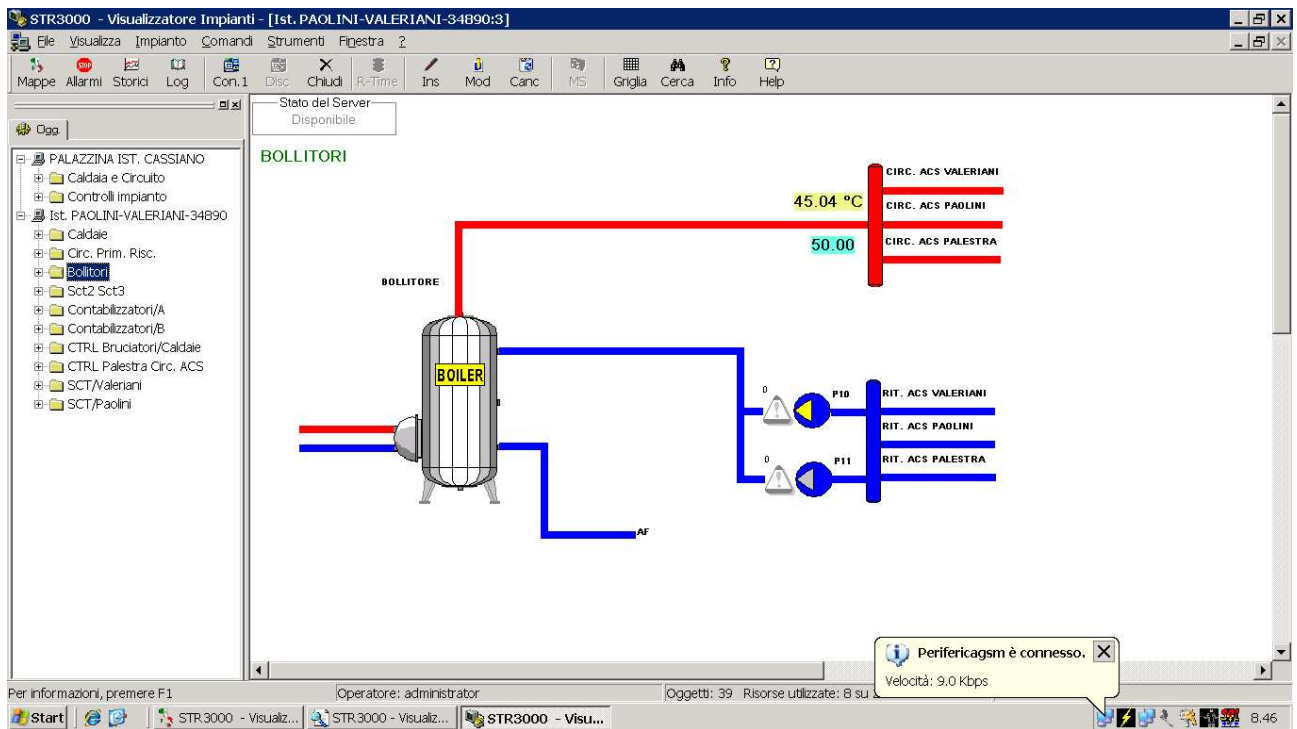 STR3000 - Visualizzatore Impianti - [Ist. PAOLINI-VALERIANI-34890:3]
File Visualizza Impianto Comandi Strumenti Finestra ?
Mappe Allarmi Storici Log Con.1 Disc Chiudi R-Time Ins Mod Canc MS Griglia Cerca Info Help
Ogg.
PALAZZINA IST. CASSIANO
Caldaia e Circuito
Controlli impianto
Ist. PAOLINI-VALERIANI-34890
Caldaie
Circ. Prim. Risc.
Bollitori
Sct2 Sct3
Contabilizzatori/A
Contabilizzatori/B
CTRL Bruciatori/Caldaie
CTRL Palestra Circ. ACS
SCT/Valeriani
SCT/Paolini
Stato del Server
Disponibile
BOLLITORI
CIRC. ACS VALERIANI
45.04 °C
CIRC. ACS PAOLINI
50.00
CIRC. ACS PALESTRA
BOLLITORE
BOILER
0
P10
RIT. ACS VALERIANI
RIT. ACS PAOLINI
0
P11
RIT. ACS PALESTRA
AF
Perifericagsm è connesso.
Velocità: 9.0 Kbps
Per informazioni, premere F1
Operatore: administrator
Oggetti: 39 Risorse utilizzate: 8 su
Start
STR3000 - Visualiz...
STR3000 - Visualiz...
STR3000 - Visu...
8.46